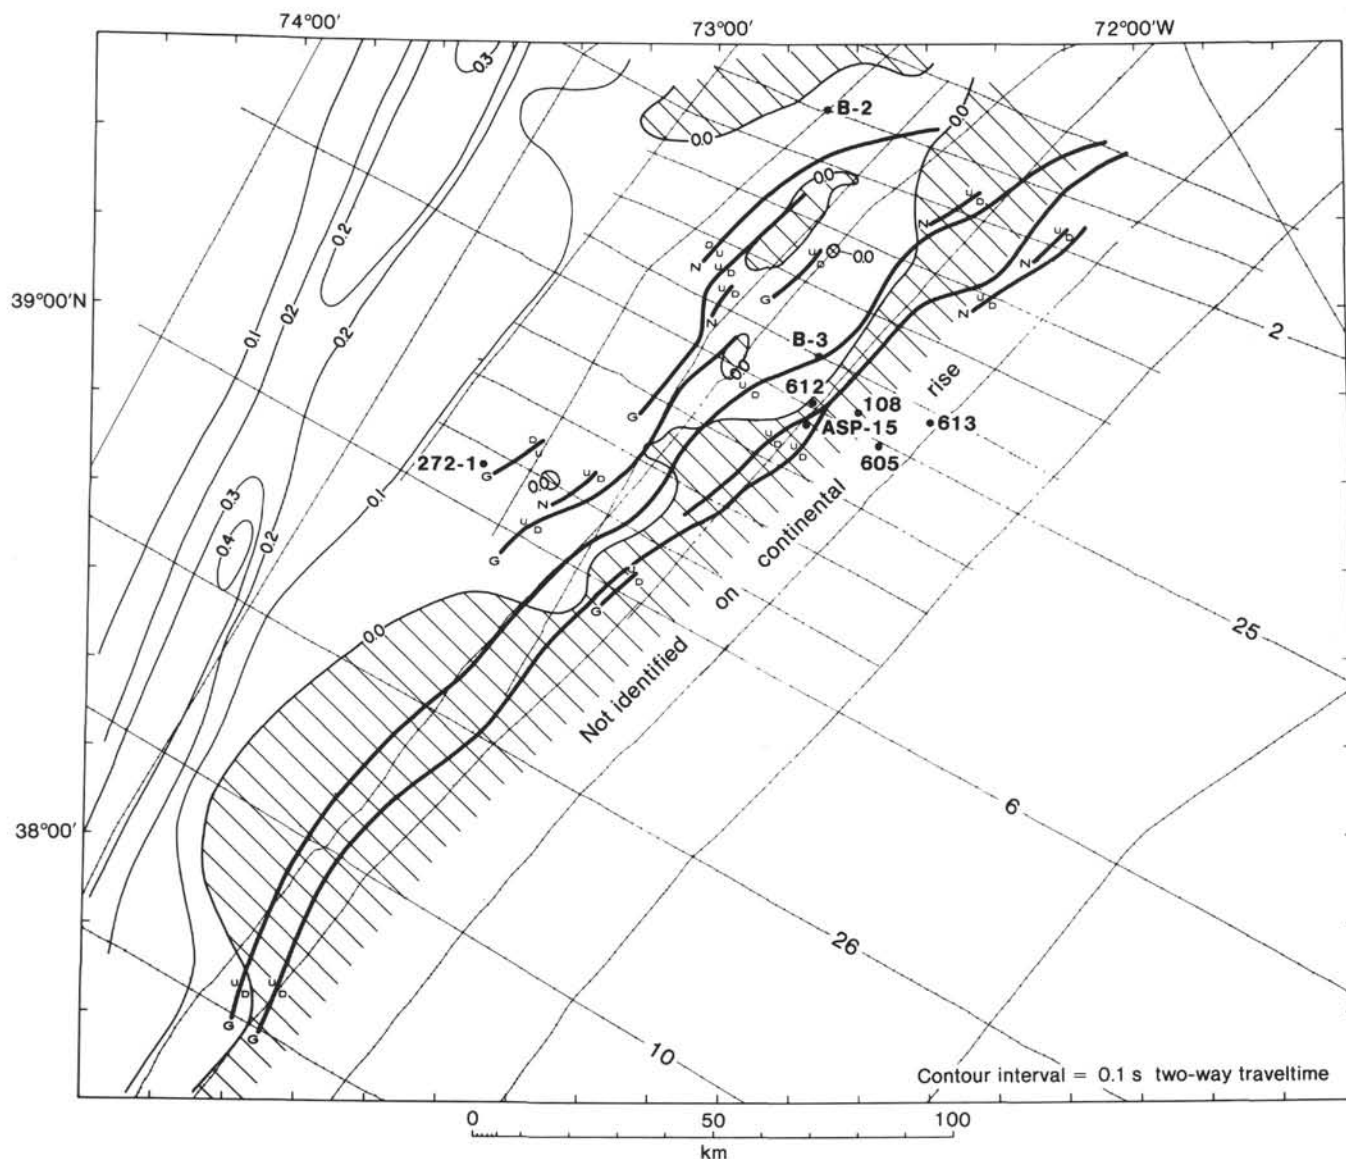 74°00′ 73°00′ 72°00′W
0.3
B-2
0.0 0.0
0.1 0.2 0.2 0.2
0.0
U D
N
D U
N
U D
0.0
U D
G
U D
N
U D
N
U D
N
39°00′N
2
B-3
0.0
U D
rise
612
108
G
ASP-15
613
605
U D
U D
272-1
D U
G
0.0
U D
N
0.1
0.3
0.2
0.4
U D
G
continental
on
U D
G
25
0.0
Not identified
38°00′
6
26
U D
U D
G
G
10
Contour interval = 0.1 s two-way traveltime
0 50 100
km